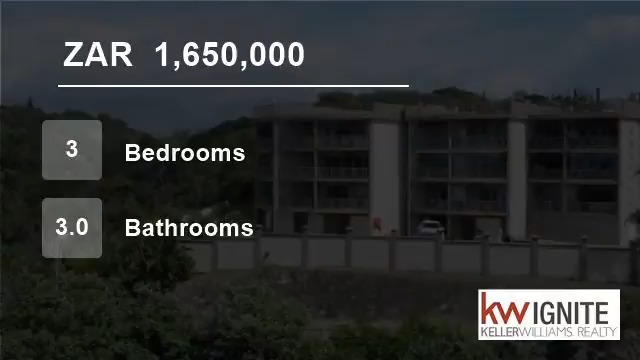 ZAR 1,650,000
3 Bedrooms
3.0 Bathrooms
kw IGNITE
KELLERWILLIAMS REALTY